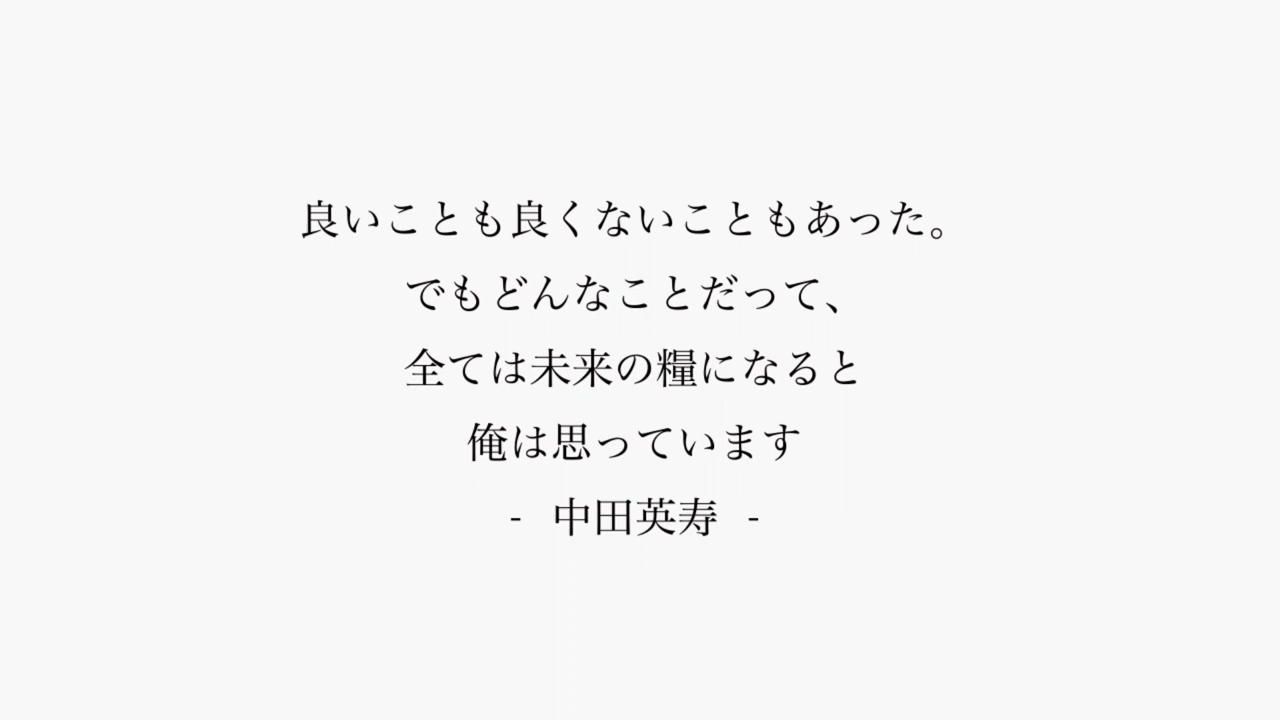 良いことも良くないこともあった。
でもどんなことだって、
全ては未来の糧になると
俺は思っています
- 中田英寿 -